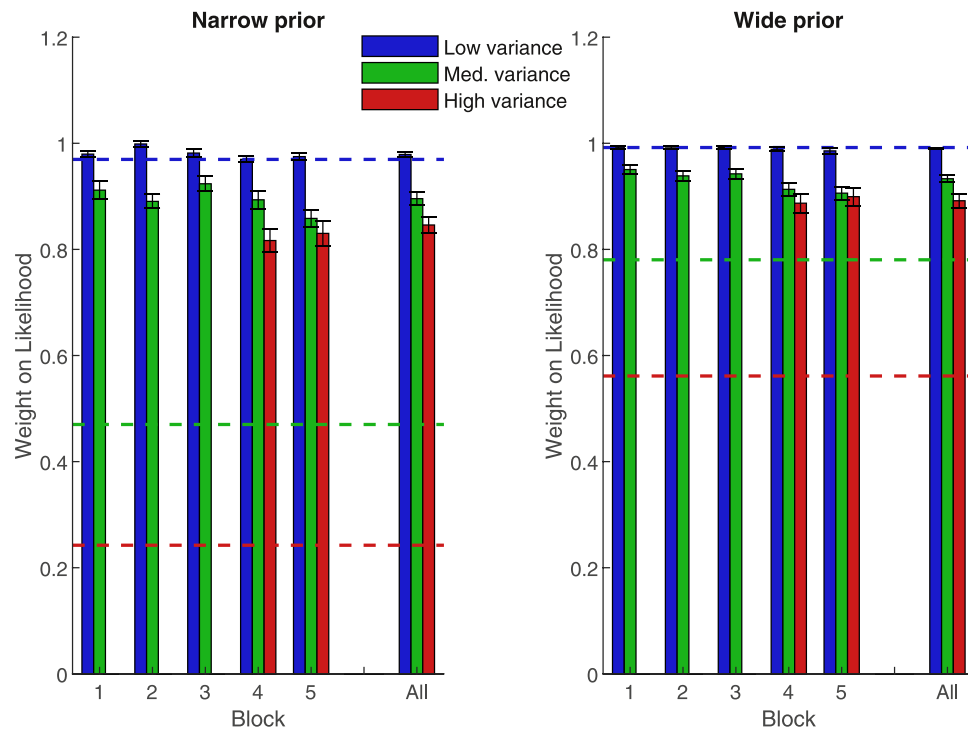 Narrow prior
Wide prior
Low variance
Med. variance
High variance
Weight on Likelihood
1.2
1
0.8
0.6
0.4
0.2
0
1 2 3 4 5 All
Block
Weight on Likelihood
1.2
1
0.8
0.6
0.4
0.2
0
1 2 3 4 5 All
Block